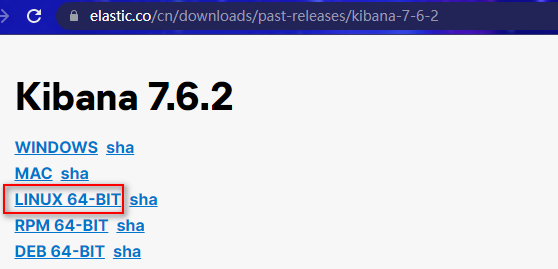 elastic.co/cn/downloads/past-releases/kibana-7-6-2
Kibana 7.6.2
WINDOWS sha
MAC sha
LINUX 64-BIT sha
RPM 64-BIT sha
DEB 64-BIT sha